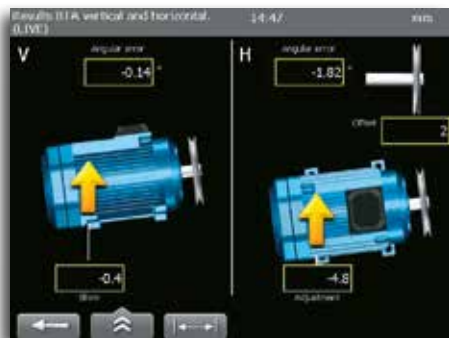 Results BTA vertical and horizontal. 14:47 mm
(LIVE)
V
Angular error
-0.14 °
H
Angular error
-1.82 °
Offset
2
-0.4
Shim
-4.8
Adjustment